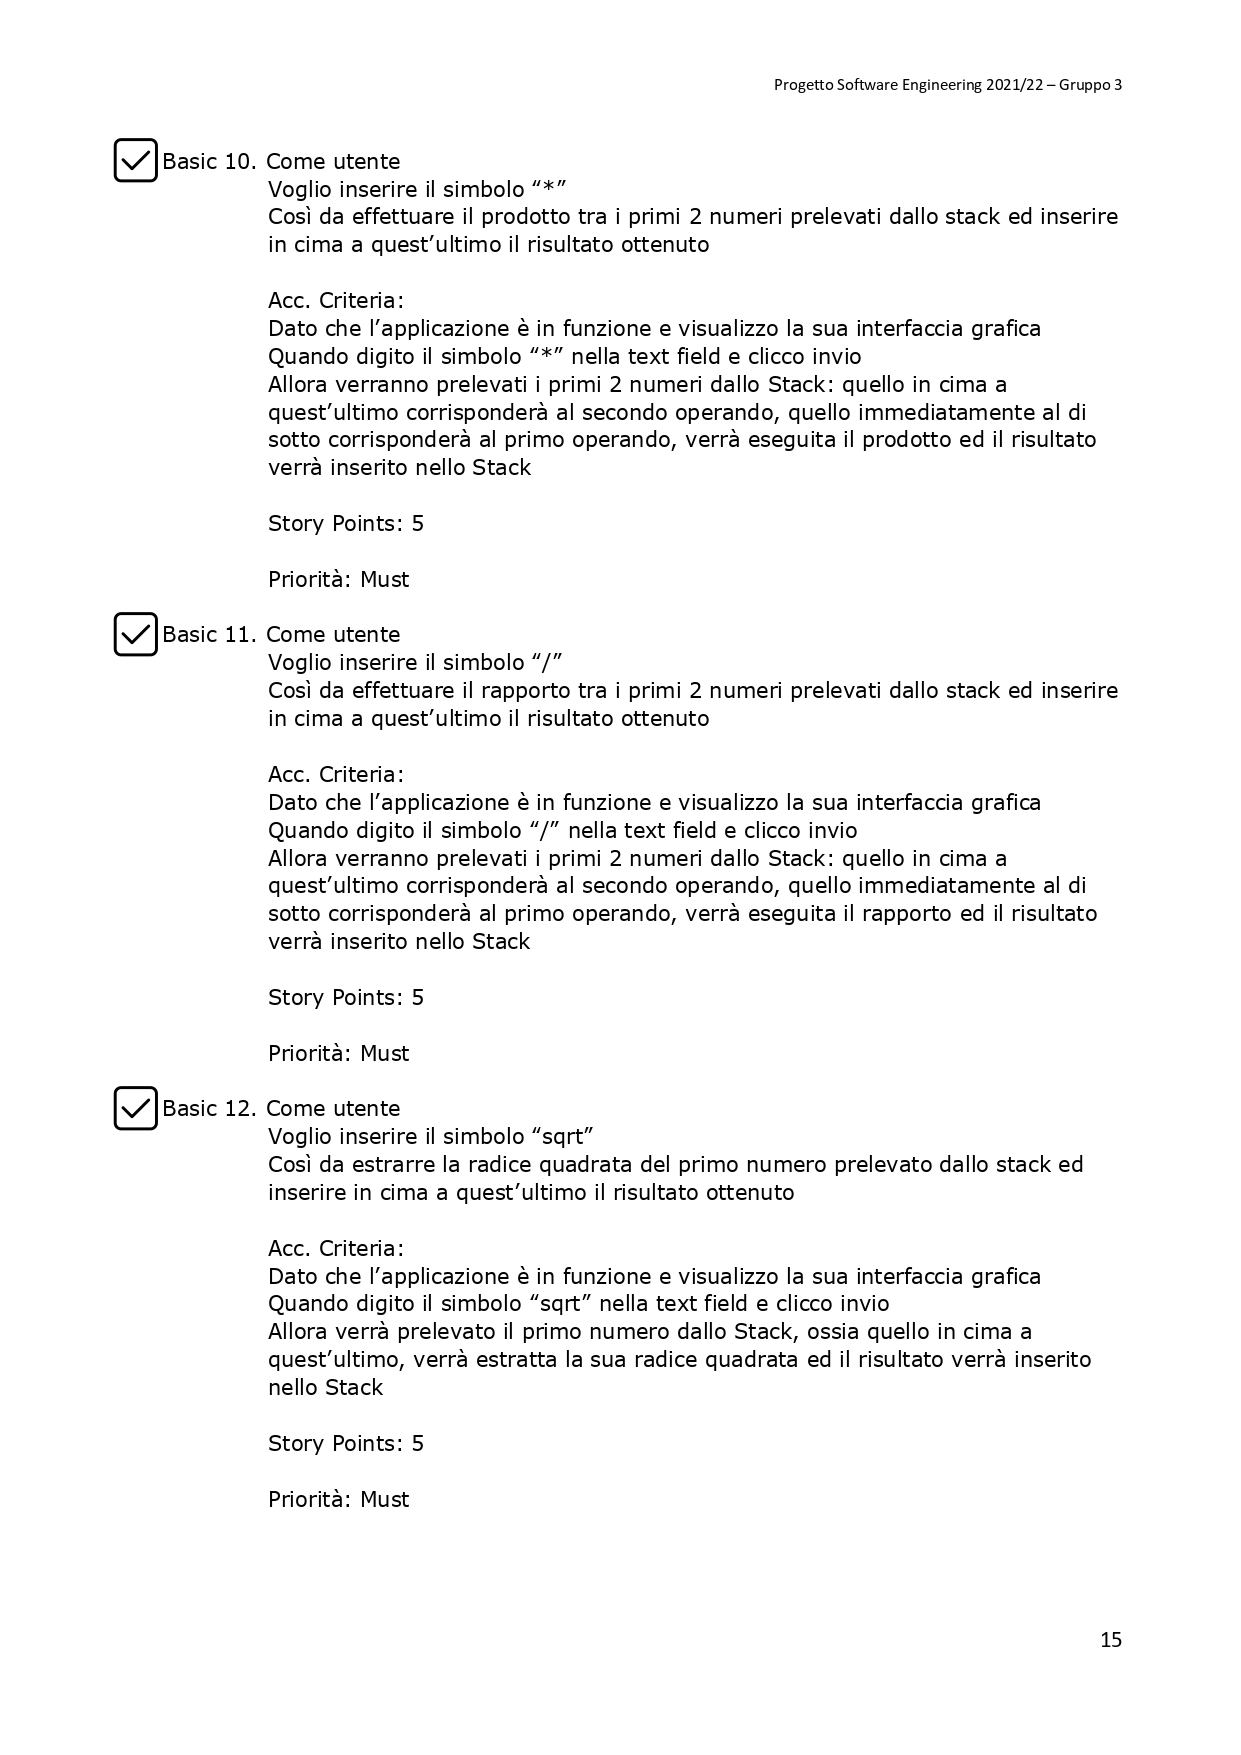 Progetto Software Engineering 2021/22 – Gruppo 3
Basic 10. Come utente
Voglio inserire il simbolo “*”
Così da effettuare il prodotto tra i primi 2 numeri prelevati dallo stack ed inserire
in cima a quest’ultimo il risultato ottenuto
Acc. Criteria:
Dato che l’applicazione è in funzione e visualizzo la sua interfaccia grafica
Quando digito il simbolo “*” nella text field e clicco invio
Allora verranno prelevati i primi 2 numeri dallo Stack: quello in cima a
quest’ultimo corrisponderà al secondo operando, quello immediatamente al di
sotto corrisponderà al primo operando, verrà eseguita il prodotto ed il risultato
verrà inserito nello Stack
Story Points: 5
Priorità: Must
Basic 11. Come utente
Voglio inserire il simbolo “/”
Così da effettuare il rapporto tra i primi 2 numeri prelevati dallo stack ed inserire
in cima a quest’ultimo il risultato ottenuto
Acc. Criteria:
Dato che l’applicazione è in funzione e visualizzo la sua interfaccia grafica
Quando digito il simbolo “/” nella text field e clicco invio
Allora verranno prelevati i primi 2 numeri dallo Stack: quello in cima a
quest’ultimo corrisponderà al secondo operando, quello immediatamente al di
sotto corrisponderà al primo operando, verrà eseguita il rapporto ed il risultato
verrà inserito nello Stack
Story Points: 5
Priorità: Must
Basic 12. Come utente
Voglio inserire il simbolo “sqrt”
Così da estrarre la radice quadrata del primo numero prelevato dallo stack ed
inserire in cima a quest’ultimo il risultato ottenuto
Acc. Criteria:
Dato che l’applicazione è in funzione e visualizzo la sua interfaccia grafica
Quando digito il simbolo “sqrt” nella text field e clicco invio
Allora verrà prelevato il primo numero dallo Stack, ossia quello in cima a
quest’ultimo, verrà estratta la sua radice quadrata ed il risultato verrà inserito
nello Stack
Story Points: 5
Priorità: Must
15